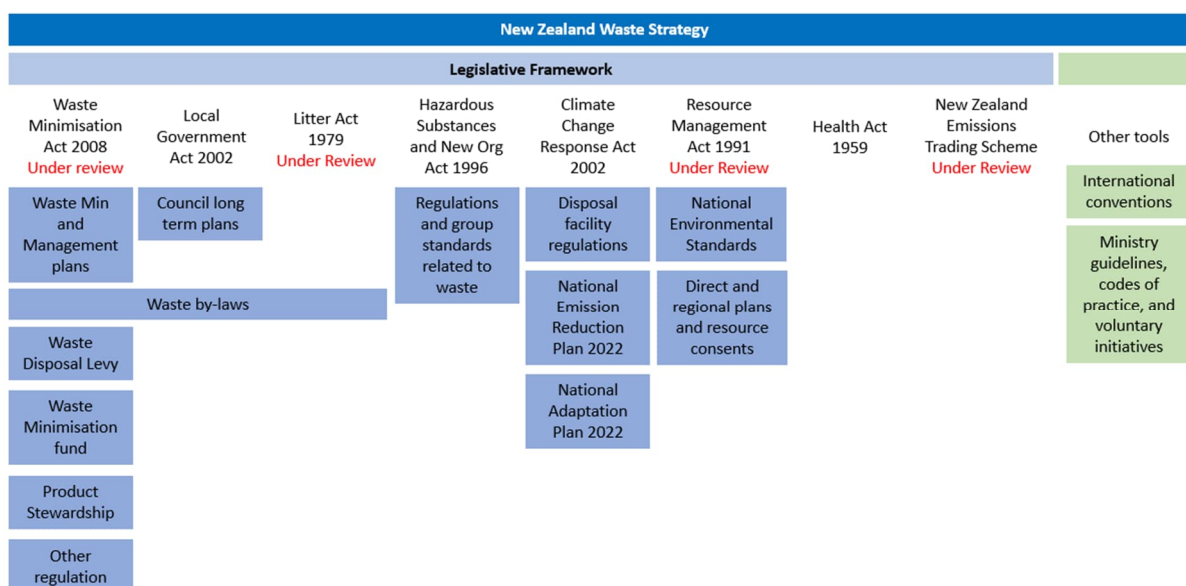 New Zealand Waste Strategy
Legislative Framework
Waste
Minimisation
Act 2008
Under review
Local
Government
Act 2002
Litter Act
1979
Under Review
Hazardous
Substances
and New Org
Act 1996
Climate
Change
Response Act
2002
Resource
Management
Act 1991
Under Review
Health Act
1959
New Zealand
Emissions
Trading Scheme
Under Review
Other tools
Waste Min
and
Management
plans
Council long
term plans
Regulations
and group
standards
related to
waste
Disposal
facility
regulations
National
Environmental
Standards
International
conventions
Ministry
guidelines,
codes of
practice, and
voluntary
initiatives
Waste by-laws
National
Emission
Reduction
Plan 2022
Direct and
regional plans
and resource
consents
Waste
Disposal Levy
National
Adaptation
Plan 2022
Waste
Minimisation
fund
Product
Stewardship
Other
regulation